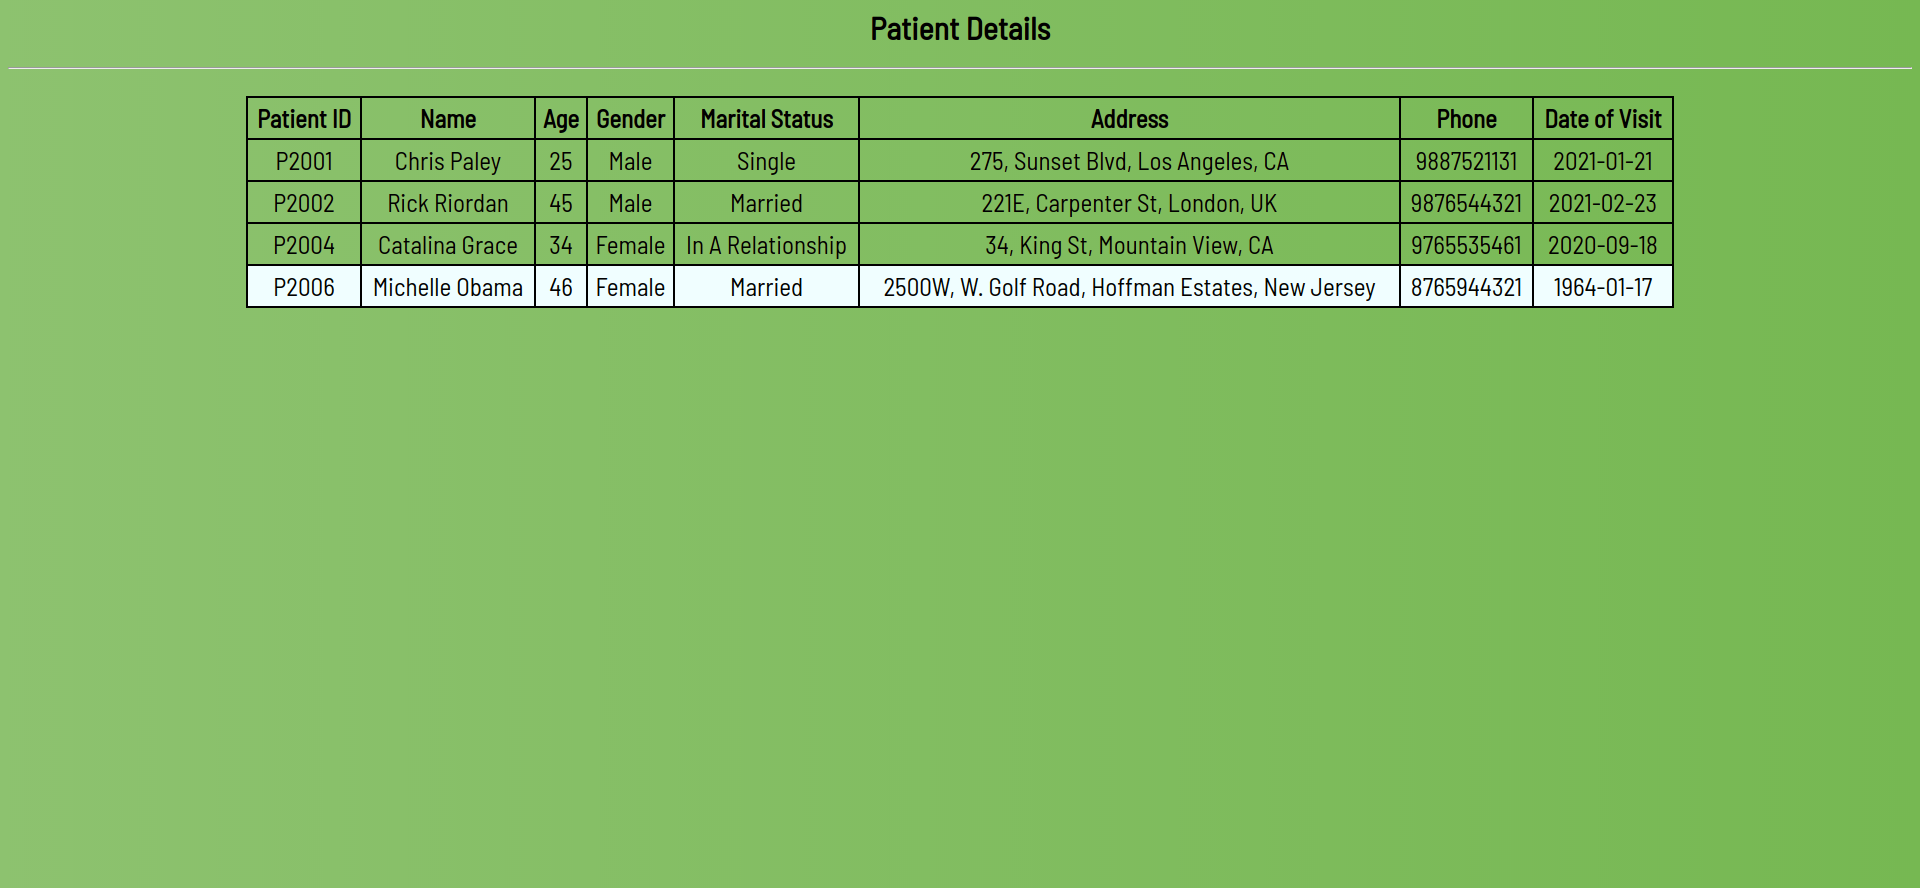 Patient Details
Patient ID Name Age Gender Marital Status Address Phone Date of Visit
P2001 Chris Paley 25 Male Single 275, Sunset Blvd, Los Angeles, CA 9887521131 2021-01-21
P2002 Rick Riordan 45 Male Married 221E, Carpenter St, London, UK 9876544321 2021-02-23
P2004 Catalina Grace 34 Female In A Relationship 34, King St, Mountain View, CA 9765535461 2020-09-18
P2006 Michelle Obama 46 Female Married 2500W, W. Golf Road, Hoffman Estates, New Jersey 8765944321 1964-01-17